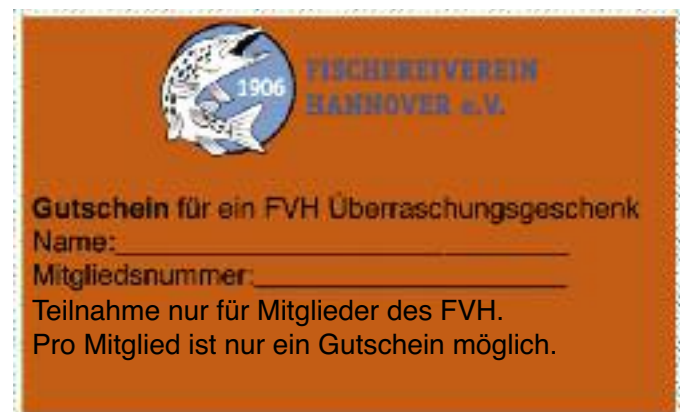 1906
FISCHEREIVEREIN
HANNOVER e.V.
Gutschein für ein FVH Überraschungsgeschenk
Name:
Mitgliedsnummer:
Teilnahme nur für Mitglieder des FVH.
Pro Mitglied ist nur ein Gutschein möglich.